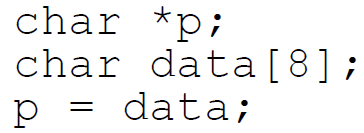 char *p;
char data[8];
p = data;